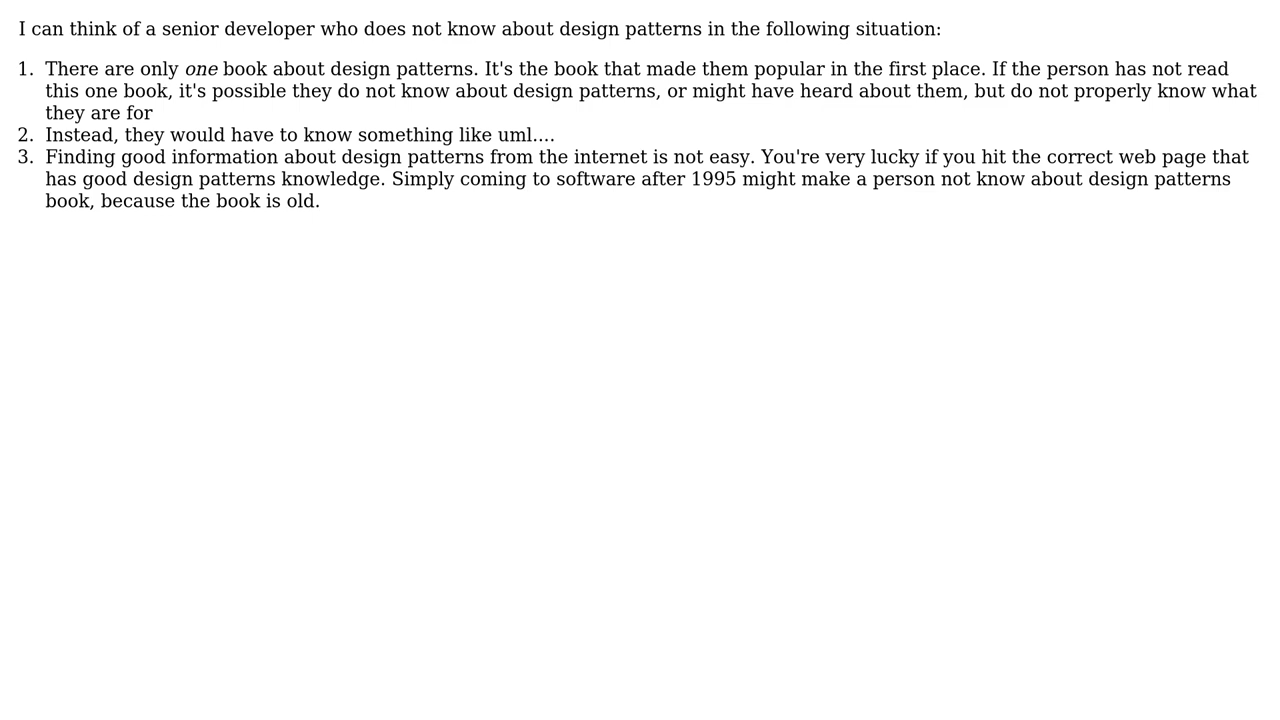 I can think of a senior developer who does not know about design patterns in the following situation:
1. There are only one book about design patterns. It's the book that made them popular in the first place. If the person has not read
this one book, it's possible they do not know about design patterns, or might have heard about them, but do not properly know what
they are for
2. Instead, they would have to know something like uml....
3. Finding good information about design patterns from the internet is not easy. You're very lucky if you hit the correct web page that
has good design patterns knowledge. Simply coming to software after 1995 might make a person not know about design patterns
book, because the book is old.